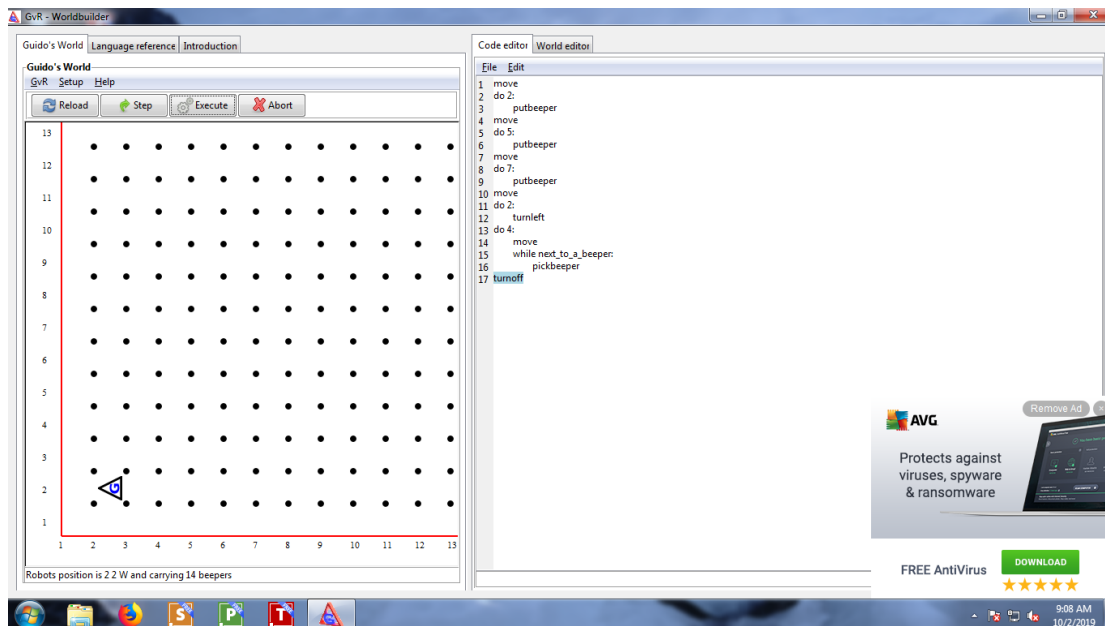 GvR - Worldbuilder
Guido's World Language reference Introduction
Guido's World
GvR Setup Help
Reload Step Execute Abort
13
12
11
10
9
8
7
6
5
4
3
2
1
1 2 3 4 5 6 7 8 9 10 11 12 13
G
Robots position is 2 2 W and carrying 14 beepers
Code editor World editor
File Edit
1 move
2 do 2:
3 putbeeper
4 move
5 do 5:
6 putbeeper
7 move
8 do 7:
9 putbeeper
10 move
11 do 2:
12 turnleft
13 do 4:
14 move
15 while next_to_a_beeper:
16 pickbeeper
17 turnoff
Remove Ad
AVG
Protects against
viruses, spyware
& ransomware
FREE AntiVirus
DOWNLOAD
S P T
9:08 AM
10/2/2019